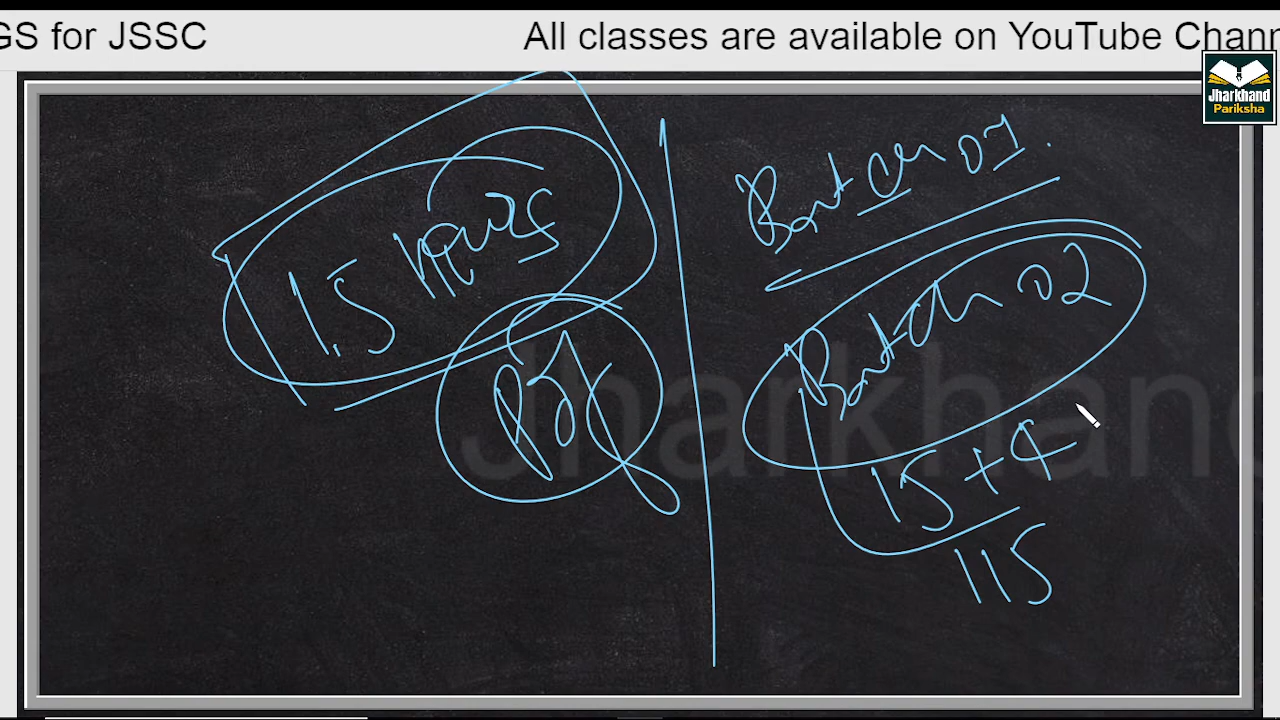 GS for JSSC
All classes are available on YouTube Chann
Jharkhand
Pariksha
1.5 hours
Pdf
Batch 01.
Batch 02
15 + 4
115
Jharkhand